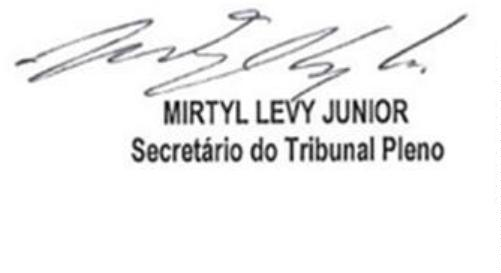 MIRTYL LEVY JUNIOR
Secretário do Tribunal Pleno